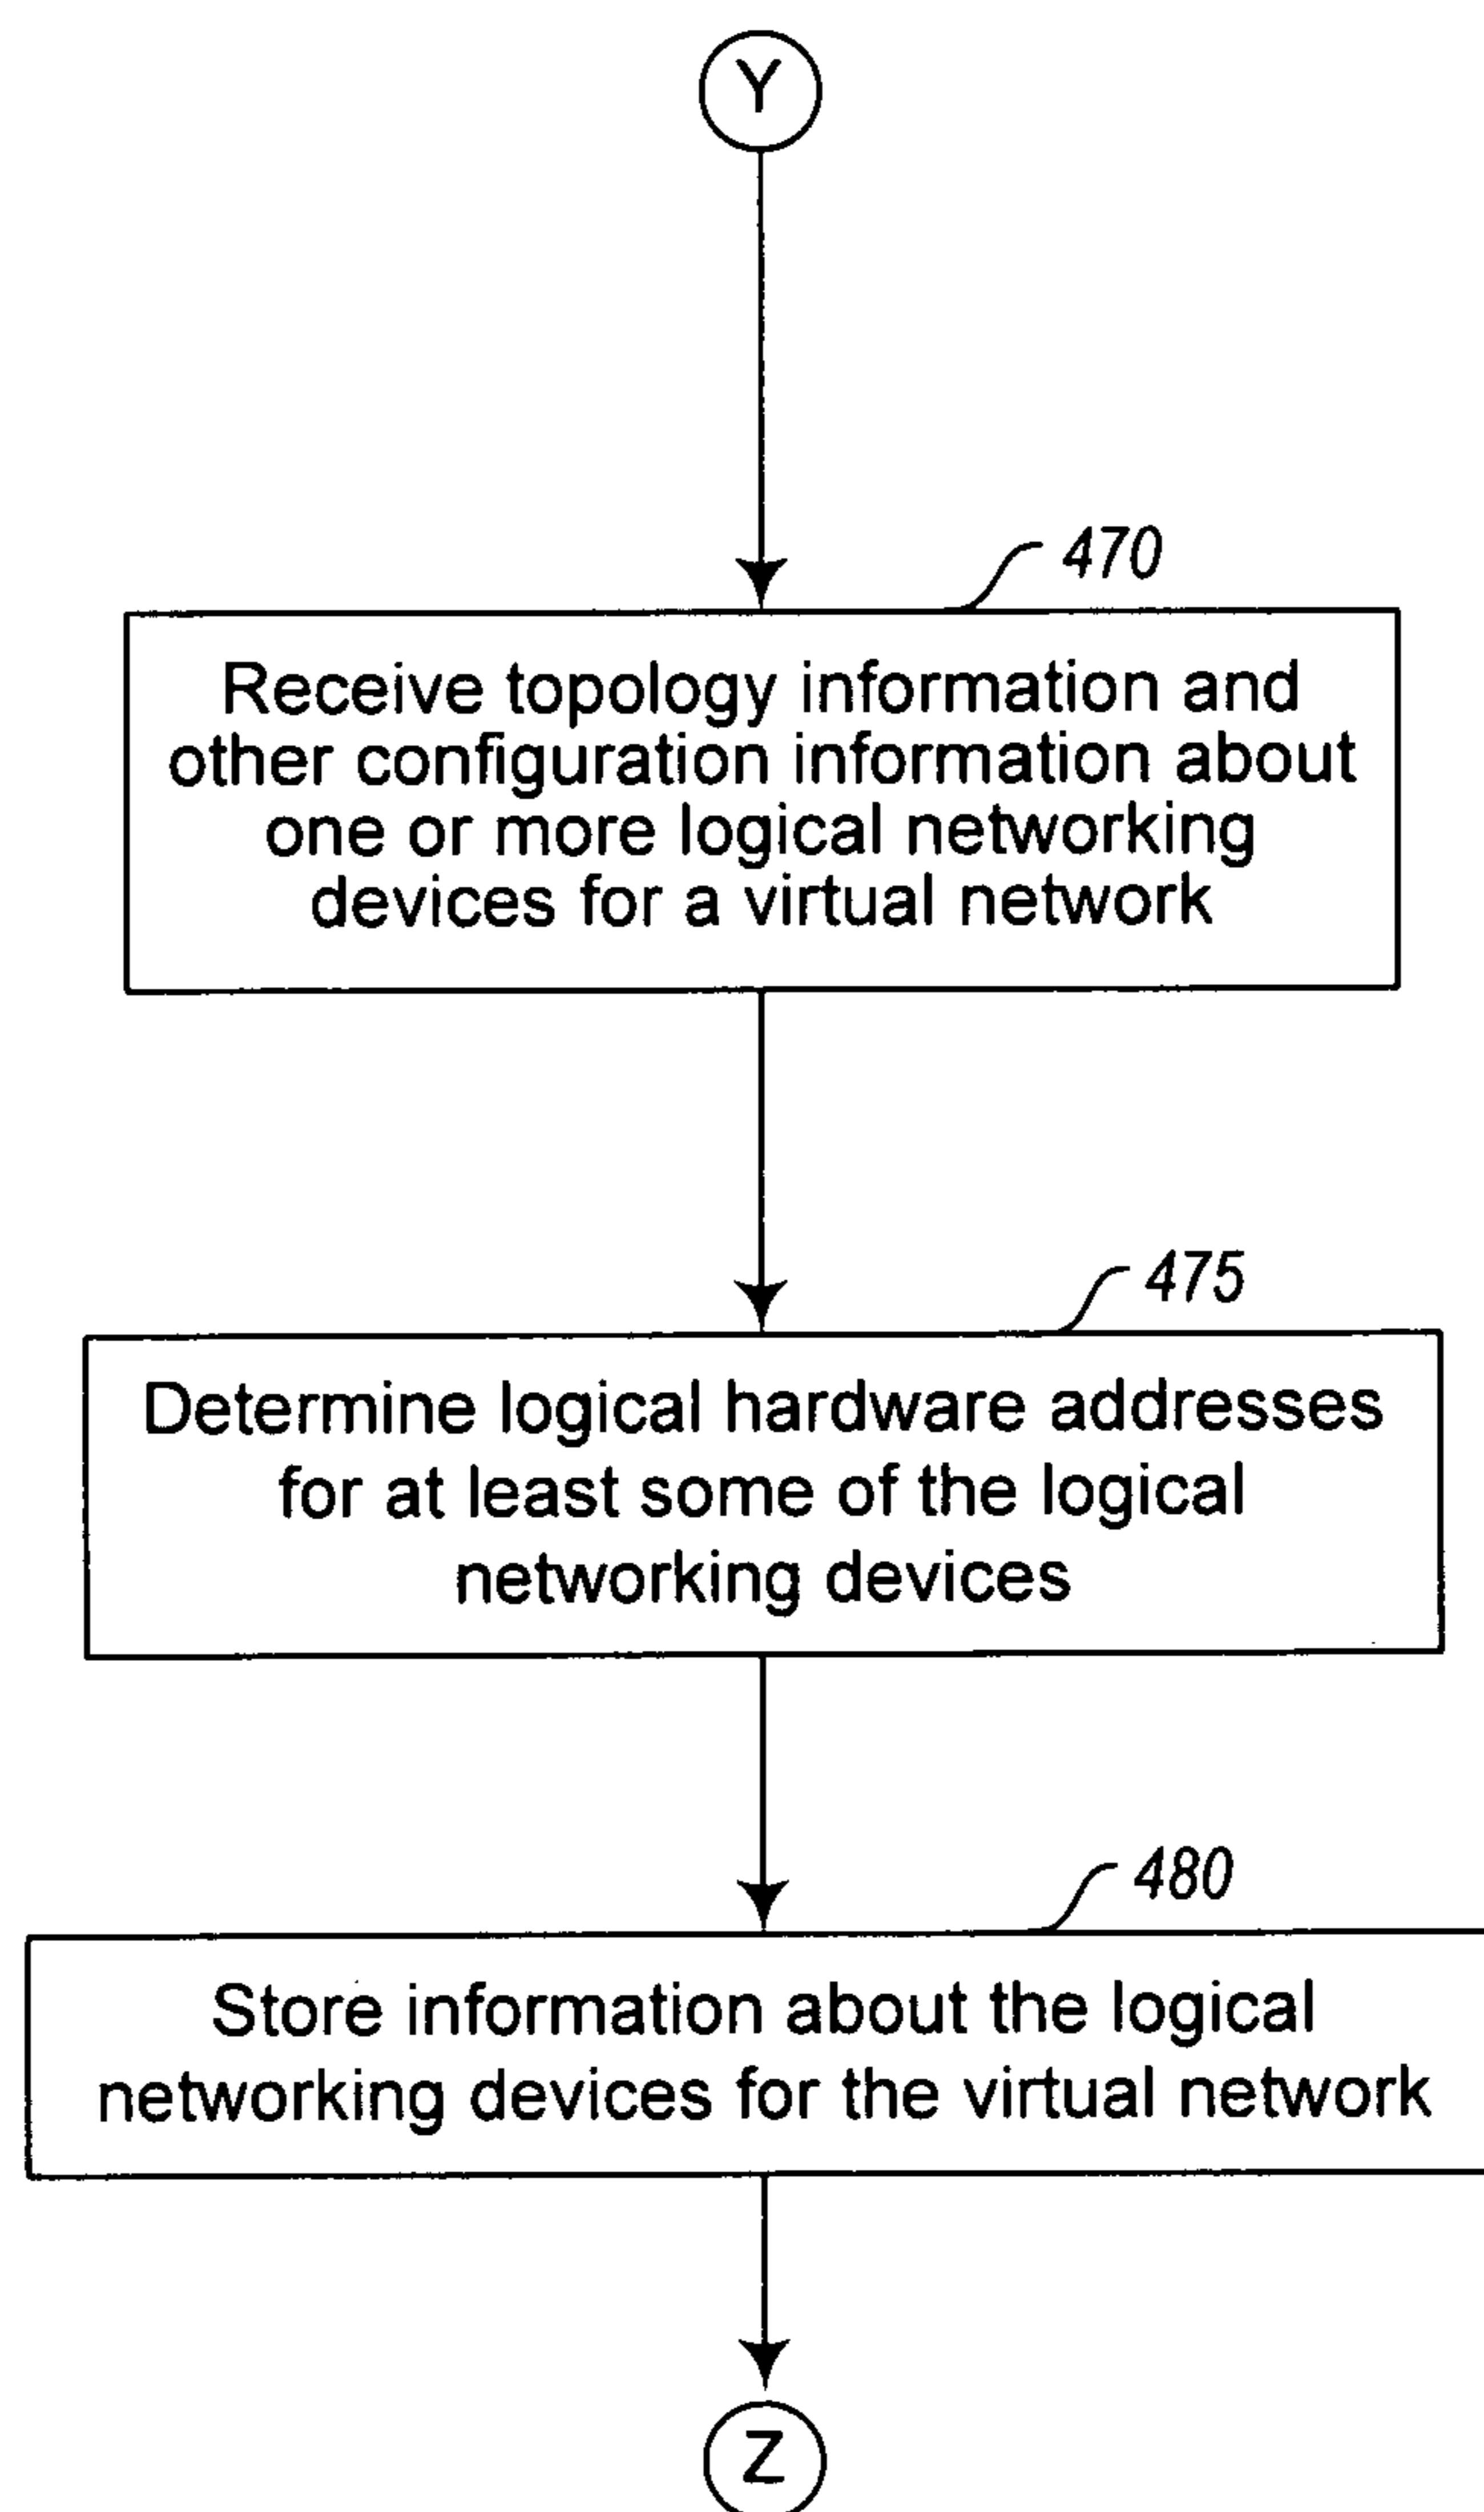 Y
470
Receive topology information and
other configuration information about
one or more logical networking
devices for a virtual network
475
Determine logical hardware addresses
for at least some of the logical
networking devices
480
Store information about the logical
networking devices for the virtual network
Z